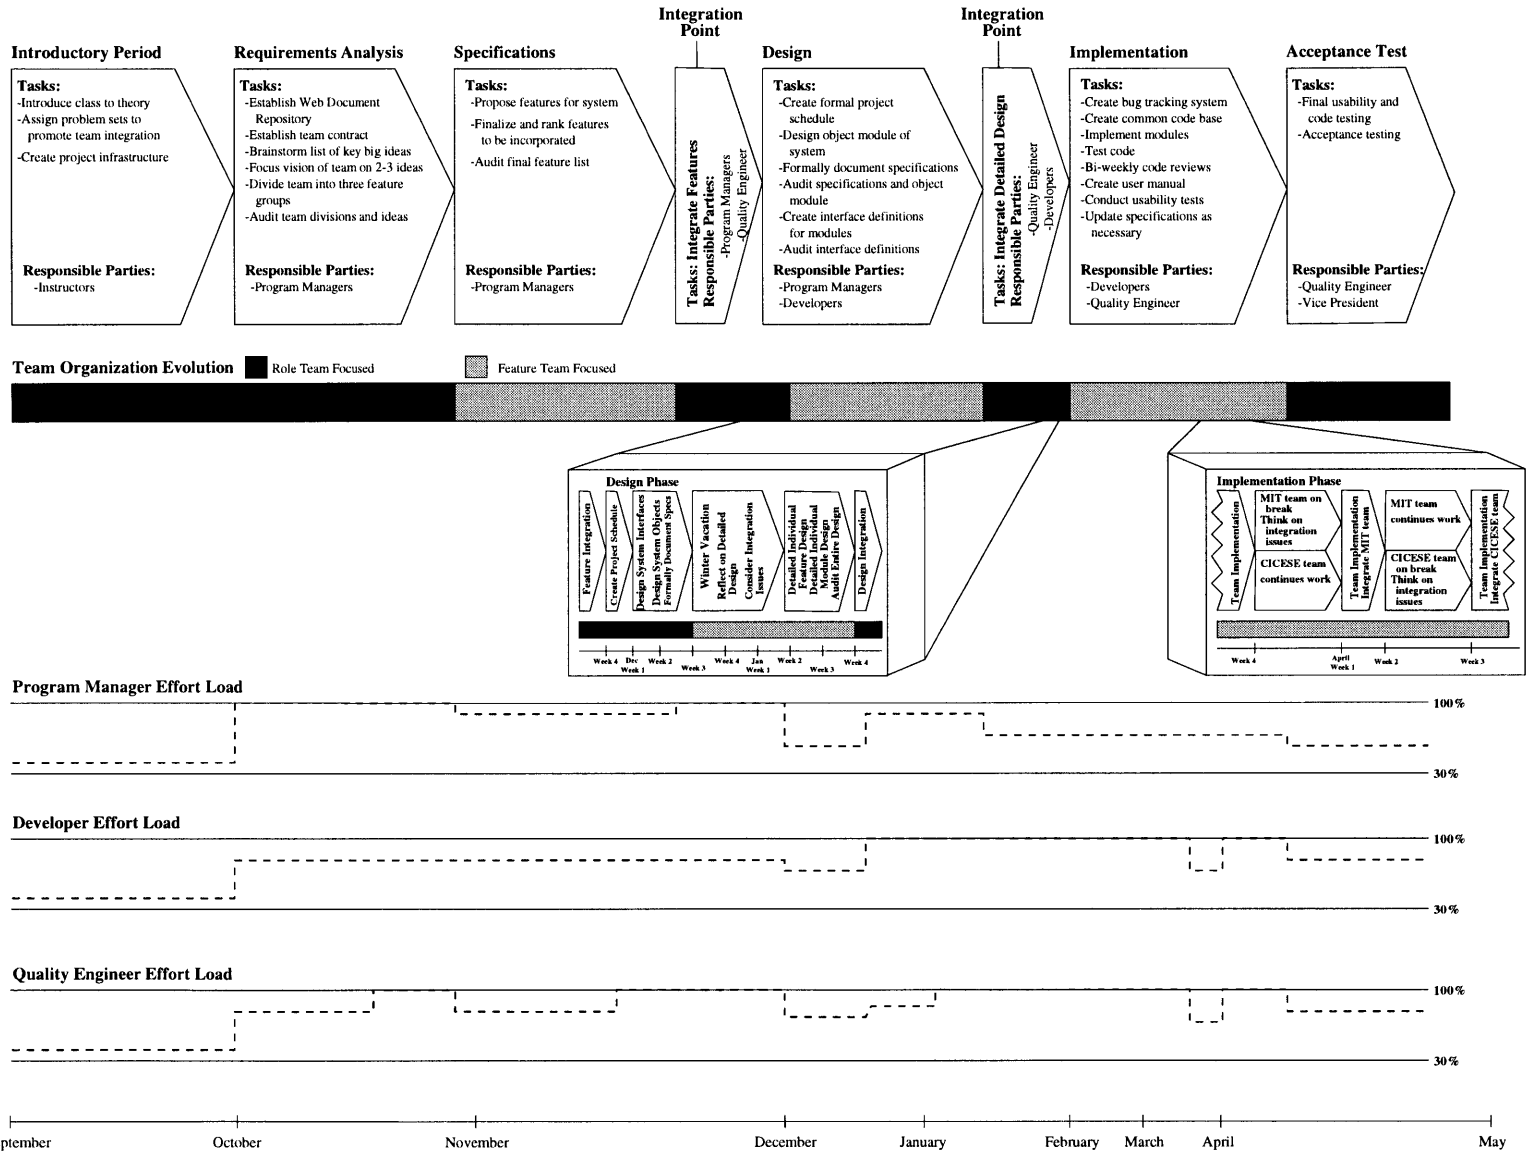 Integration
Point
Integration
Point
Introductory Period
Requirements Analysis
Specifications
Design
Implementation
Acceptance Test
Tasks:
-Introduce class to theory
-Assign problem sets to
promote team integration
-Create project infrastructure
Responsible Parties:
-Instructors
Tasks:
-Establish Web Document
Repository
-Establish team contract
-Brainstorm list of key big ideas
-Focus vision of team on 2-3 ideas
-Divide team into three feature
groups
-Audit team divisions and ideas
Responsible Parties:
-Program Managers
Tasks:
-Propose features for system
-Finalize and rank features
to be incorporated
-Audit final feature list
Responsible Parties:
-Program Managers
Tasks: Integrate Features
Responsible Parties:
-Program Managers
-Quality Engineer
Tasks:
-Create formal project
schedule
-Design object module of
system
-Formally document specifications
-Audit specifications and object
module
-Create interface definitions
for modules
-Audit interface definitions
Responsible Parties:
-Program Managers
-Developers
Tasks: Integrate Detailed Design
Responsible Parties:
-Quality Engineer
-Developers
Tasks:
-Create bug tracking system
-Create common code base
-Implement modules
-Test code
-Bi-weekly code reviews
-Create user manual
-Conduct usability tests
-Update specifications as
necessary
Responsible Parties:
-Developers
-Quality Engineer
Tasks:
-Final usability and
code testing
-Acceptance testing
Responsible Parties:
-Quality Engineer
-Vice President
Team Organization Evolution
Role Team Focused
Feature Team Focused
Design Phase
Feature Integration
Create Project Schedule
Design System Interfaces
Design System Objects
Formally Document Specs
Winter Vacation
Reflect on Detailed
Design
Consider Integration
Issues
Detailed Individual
Feature Design
Detailed Individual
Module Design
Audit Entire Design
Design Integration
Week 4
Dec
Week 1
Week 2
Week 3
Week 4
Jan
Week 1
Week 2
Week 3
Week 4
Implementation Phase
Team Implementation
MIT team on
break
Think on
integration
issues
CICESE team
continues work
Team Implementation
Integrate MIT team
MIT team
continues work
CICESE team
on break
Think on
integration
issues
Team Implementation
Integrate CICESE team
Week 4
April
Week 1
Week 2
Week 3
Program Manager Effort Load
100%
30%
Developer Effort Load
100%
30%
Quality Engineer Effort Load
100%
30%
ptember
October
November
December
January
February
March
April
May